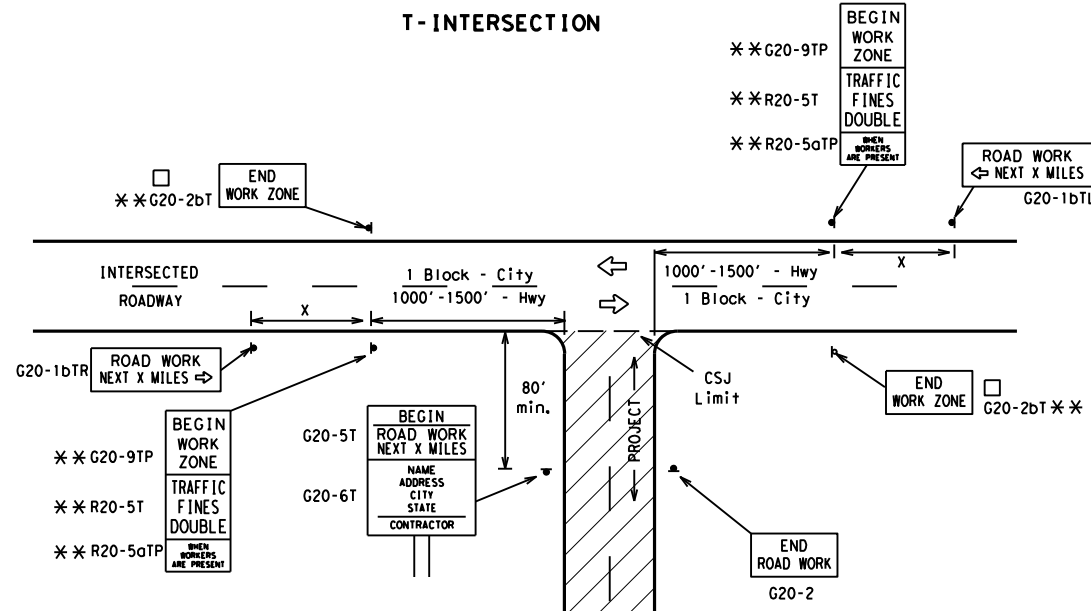 T-INTERSECTION
BEGIN
WORK
ZONE
**G20-9TP
TRAFFIC
FINES
DOUBLE
**R20-5T
WHEN
WORKERS
ARE PRESENT
**R20-5aTP
ROAD WORK
⇦ NEXT X MILES
G20-1bTL
END
WORK ZONE
□
**G20-2bT
INTERSECTED
ROADWAY
1 Block - City
1000'-1500' - Hwy
X
1000'-1500' - Hwy
1 Block - City
X
G20-1bTR
ROAD WORK
NEXT X MILES ⇨
80'
min.
CSJ
Limit
PROJECT
END
WORK ZONE
□
G20-2bT **
BEGIN
WORK
ZONE
**G20-9TP
TRAFFIC
FINES
DOUBLE
**R20-5T
WHEN
WORKERS
ARE PRESENT
**R20-5aTP
G20-5T
BEGIN
ROAD WORK
NEXT X MILES
G20-6T
NAME
ADDRESS
CITY
STATE
CONTRACTOR
END
ROAD WORK
G20-2